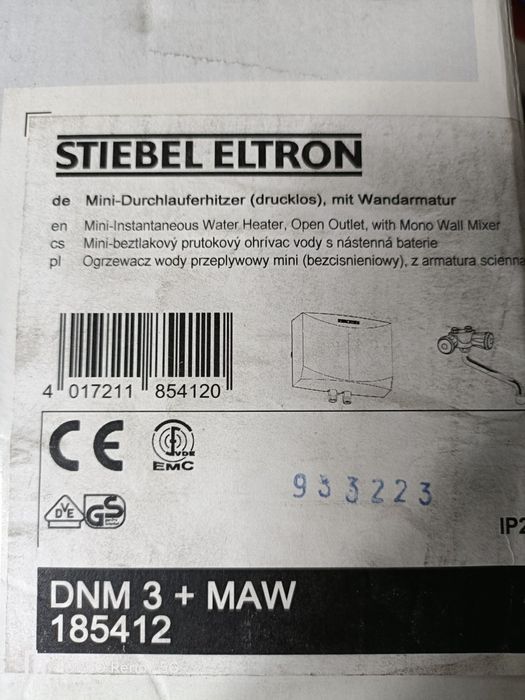 STIEBEL ELTRON
de Mini-Durchlauferhitzer (drucklos), mit Wandarmatur
en Mini-Instantaneous Water Heater, Open Outlet, with Mono Wall Mixer
cs Mini-beztlakový prutokový ohrívac vody s nástenná baterie
pl Ogrzewacz wody przeplywowy mini (bezcisnieniowy), z armatura scienna
4 017211 854120
CE
VDE
EMC
DVE GS
933223
DNM 3 + MAW
185412